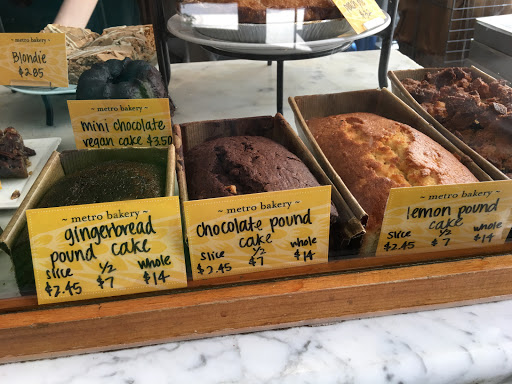 ~ metro bakery ~
Blondie
$2.85
~ metro bakery ~
mini chocolate
vegan cake $3.50
~ metro bakery ~
gingerbread
pound cake
slice 1/2 whole
$2.45 $7 $14
~ metro bakery ~
chocolate pound
cake
slice 1/2 whole
$2.45 $7 $14
~ metro bakery ~
lemon pound
cake
slice 1/2 whole
$2.45 $7 $14